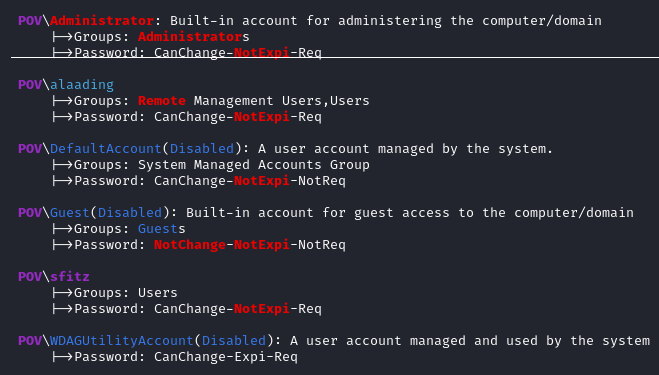 POV\Administrator: Built-in account for administering the computer/domain
|->Groups: Administrators
|->Password: CanChange-NotExpi-Req
POV\alaading
|->Groups: Remote Management Users,Users
|->Password: CanChange-NotExpi-Req
POV\DefaultAccount(Disabled): A user account managed by the system.
|->Groups: System Managed Accounts Group
|->Password: CanChange-NotExpi-NotReq
POV\Guest(Disabled): Built-in account for guest access to the computer/domain
|->Groups: Guests
|->Password: NotChange-NotExpi-NotReq
POV\sfitz
|->Groups: Users
|->Password: CanChange-NotExpi-Req
POV\WDAGUtilityAccount(Disabled): A user account managed and used by the system
|->Password: CanChange-Expi-Req